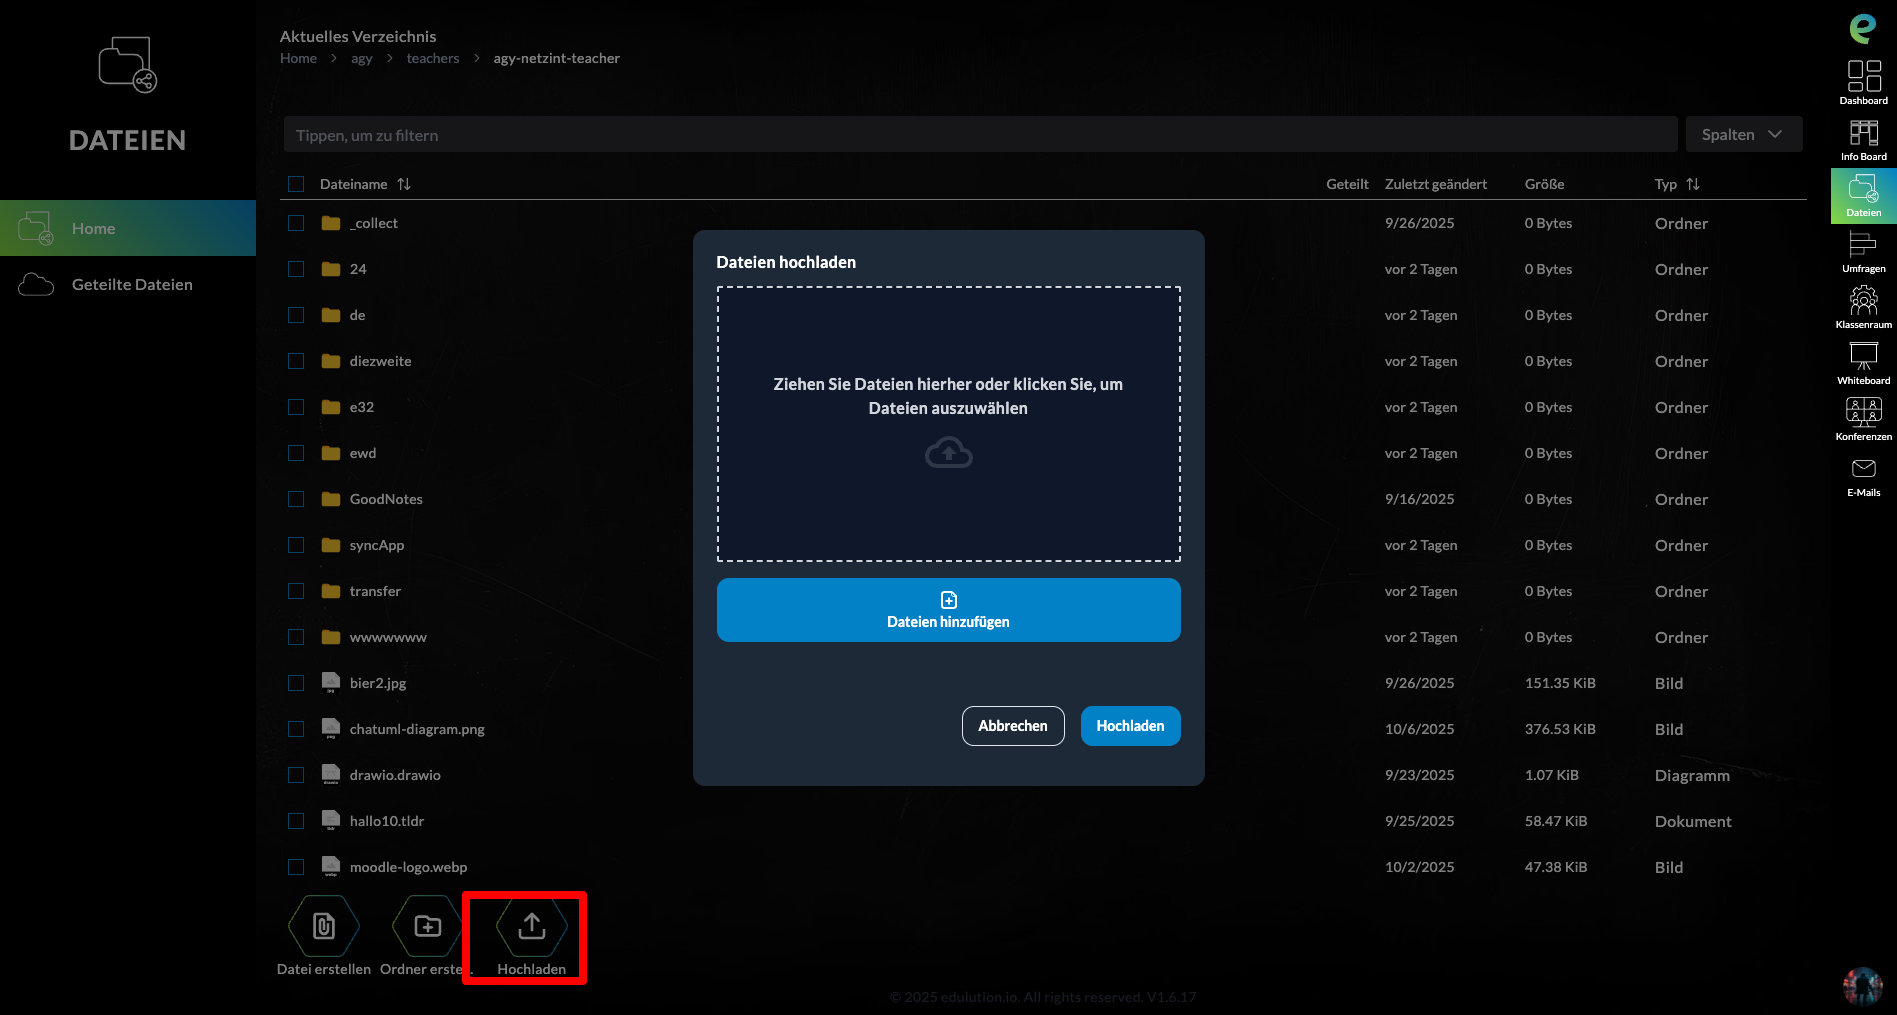 DATEIEN
Home
Geteilte Dateien
Aktuelles Verzeichnis
Home > agy > teachers > agy-netzint-teacher
Tippen, um zu filtern
Spalten
Dateiname Geteilt Zuletzt geändert Größe Typ
_collect 9/26/2025 0 Bytes Ordner
24 vor 2 Tagen 0 Bytes Ordner
de vor 2 Tagen 0 Bytes Ordner
diezweite vor 2 Tagen 0 Bytes Ordner
e32 vor 2 Tagen 0 Bytes Ordner
ewd vor 2 Tagen 0 Bytes Ordner
GoodNotes 9/16/2025 0 Bytes Ordner
syncApp vor 2 Tagen 0 Bytes Ordner
transfer vor 2 Tagen 0 Bytes Ordner
wwwwwww vor 2 Tagen 0 Bytes Ordner
bier2.jpg 9/26/2025 151.35 KiB Bild
chatuml-diagram.png 10/6/2025 376.53 KiB Bild
drawio.drawio 9/23/2025 1.07 KiB Diagramm
hallo10.tldr 9/25/2025 58.47 KiB Dokument
moodle-logo.webp 10/2/2025 47.38 KiB Bild
Dateien hochladen
Ziehen Sie Dateien hierher oder klicken Sie, um
Dateien auszuwählen
Dateien hinzufügen
Abbrechen
Hochladen
Datei erstellen
Ordner erste...
Hochladen
© 2025 edulution.io. All rights reserved. V1.6.17
Dashboard
Info Board
Dateien
Umfragen
Klassenraum
Whiteboard
Konferenzen
E-Mails